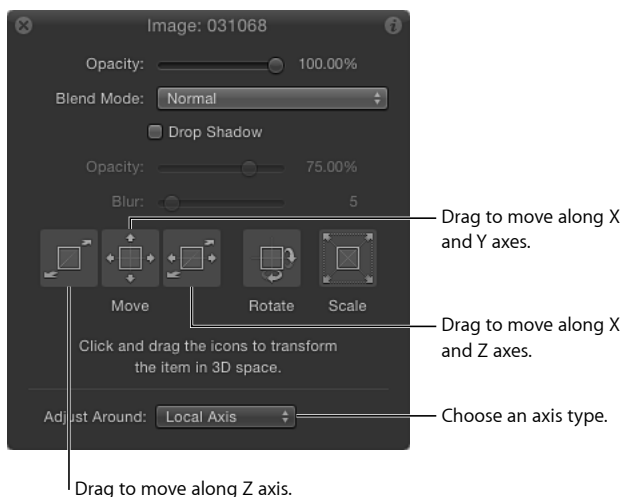 Image: 031068
Opacity: 100.00%
Blend Mode: Normal
Drop Shadow
Opacity: 75.00%
Blur: 5
Drag to move along X
and Y axes.
Move Rotate Scale
Drag to move along X
and Z axes.
Click and drag the icons to transform
the item in 3D space.
Adjust Around: Local Axis
Choose an axis type.
Drag to move along Z axis.